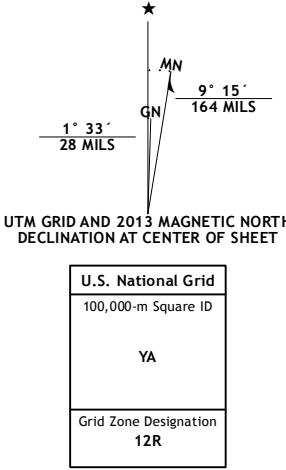 ★
MN
GN
9° 15´
164 MILS
1° 33´
28 MILS
UTM GRID AND 2013 MAGNETIC NORTH
DECLINATION AT CENTER OF SHEET
U.S. National Grid
100,000-m Square ID
YA
Grid Zone Designation
12R